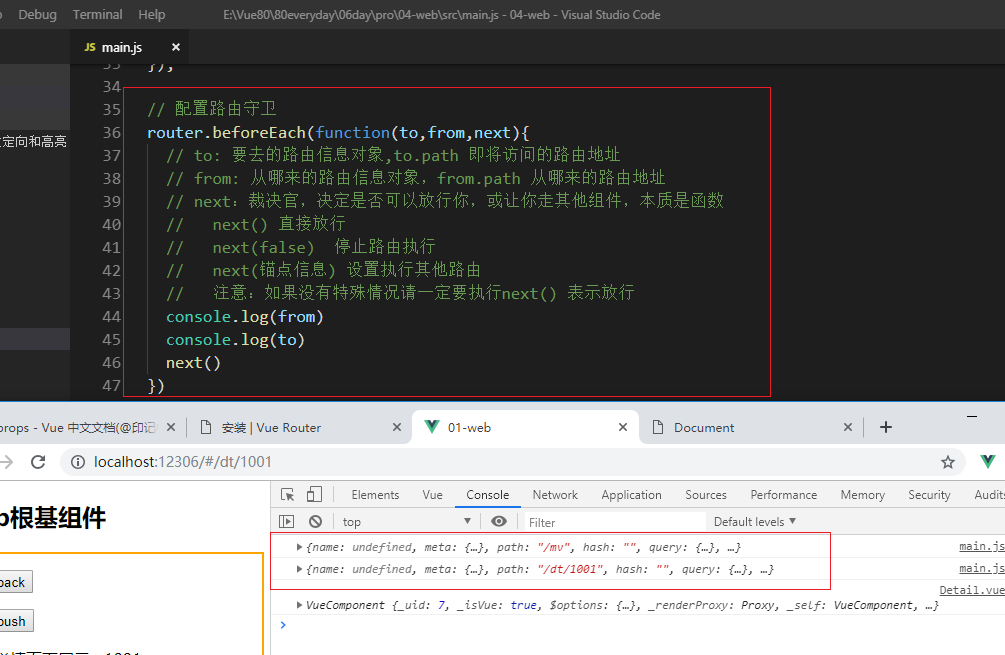 Debug Terminal Help E:\Vue80\80everyday\06day\pro\04-web\src\main.js - 04-web - Visual Studio Code
JS main.js ×
});
34
35 // 配置路由守卫
36 router.beforeEach(function(to,from,next){
定向和高亮
37 // to: 要去的路由信息对象,to.path 即将访问的路由地址
38 // from: 从哪来的路由信息对象，from.path 从哪来的路由地址
39 // next：裁决官，决定是否可以放行你，或让你走其他组件，本质是函数
40 // next() 直接放行
41 // next(false) 停止路由执行
42 // next(锚点信息) 设置执行其他路由
43 // 注意：如果没有特殊情况请一定要执行next() 表示放行
44 console.log(from)
45 console.log(to)
46 next()
47 })
props - Vue 中文文档(@印记 × 安装 | Vue Router × 01-web × Document × +
localhost:12306/#/dt/1001
Elements Vue Console Network Application Sources Performance Memory Security Audits
top Filter Default levels ▼
根基组件
{name: undefined, meta: {…}, path: "/mv", hash: "", query: {…}, …} main.js
{name: undefined, meta: {…}, path: "/dt/1001", hash: "", query: {…}, …} main.js
back
Detail.vue
VueComponent {_uid: 7, _isVue: true, $options: {…}, _renderProxy: Proxy, _self: VueComponent, …}
push